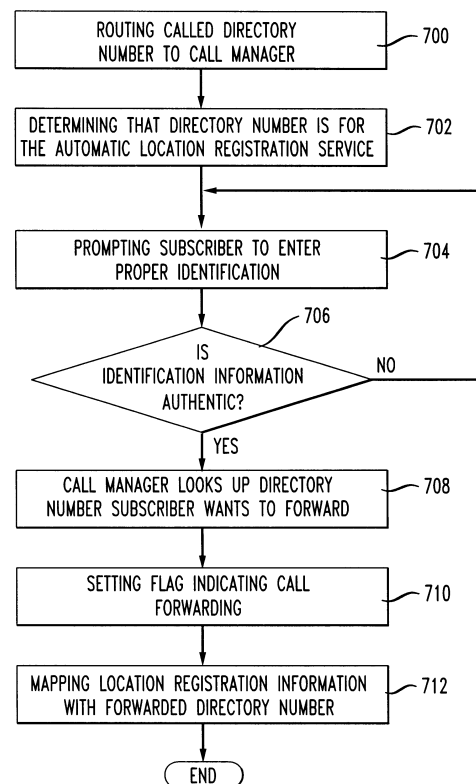 ROUTING CALLED DIRECTORY
NUMBER TO CALL MANAGER
700
DETERMINING THAT DIRECTORY NUMBER IS FOR
THE AUTOMATIC LOCATION REGISTRATION SERVICE
702
PROMPTING SUBSCRIBER TO ENTER
PROPER IDENTIFICATION
704
706
IS
IDENTIFICATION INFORMATION
AUTHENTIC?
NO
YES
CALL MANAGER LOOKS UP DIRECTORY
NUMBER SUBSCRIBER WANTS TO FORWARD
708
SETTING FLAG INDICATING CALL
FORWARDING
710
MAPPING LOCATION REGISTRATION INFORMATION
WITH FORWARDED DIRECTORY NUMBER
712
END